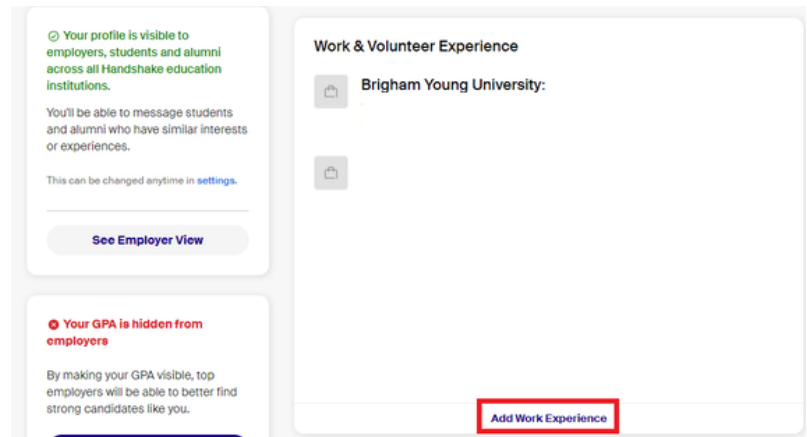 Your profile is visible to
employers, students and alumni
across all Handshake education
institutions.
You'll be able to message students
and alumni who have similar interests
or experiences.
This can be changed anytime in settings.
See Employer View
Your GPA is hidden from
employers
By making your GPA visible, top
employers will be able to better find
strong candidates like you.
Work & Volunteer Experience
Brigham Young University:
Add Work Experience